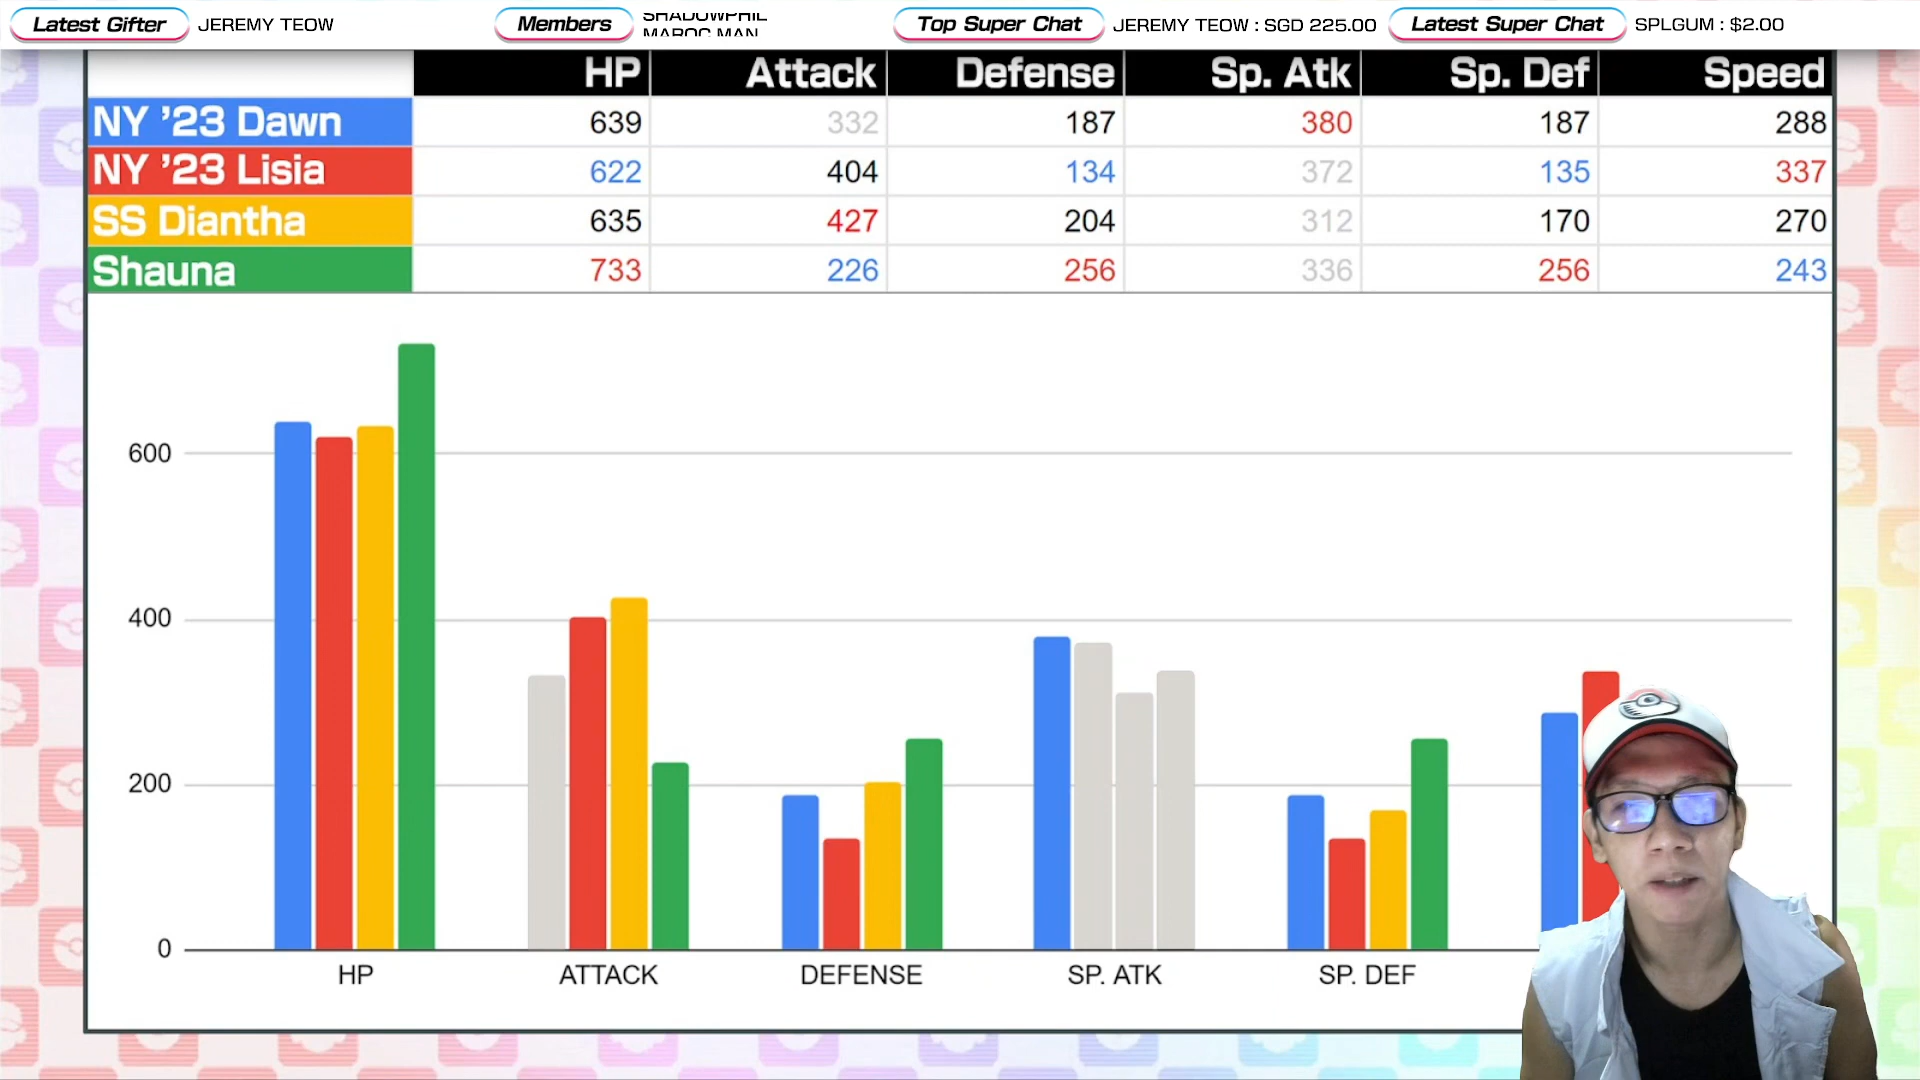 Latest Gifter JEREMY TEOW Members SHADOWPHIL Top Super Chat JEREMY TEOW : SGD 225.00 Latest Super Chat SPLGUM : $2.00
MAROC MAN
HP Attack Defense Sp. Atk Sp. Def Speed
NY ’23 Dawn 639 332 187 380 187 288
NY ’23 Lisia 622 404 134 372 135 337
SS Diantha 635 427 204 312 170 270
Shauna 733 226 256 336 256 243
600
400
200
0
HP ATTACK DEFENSE SP. ATK SP. DEF